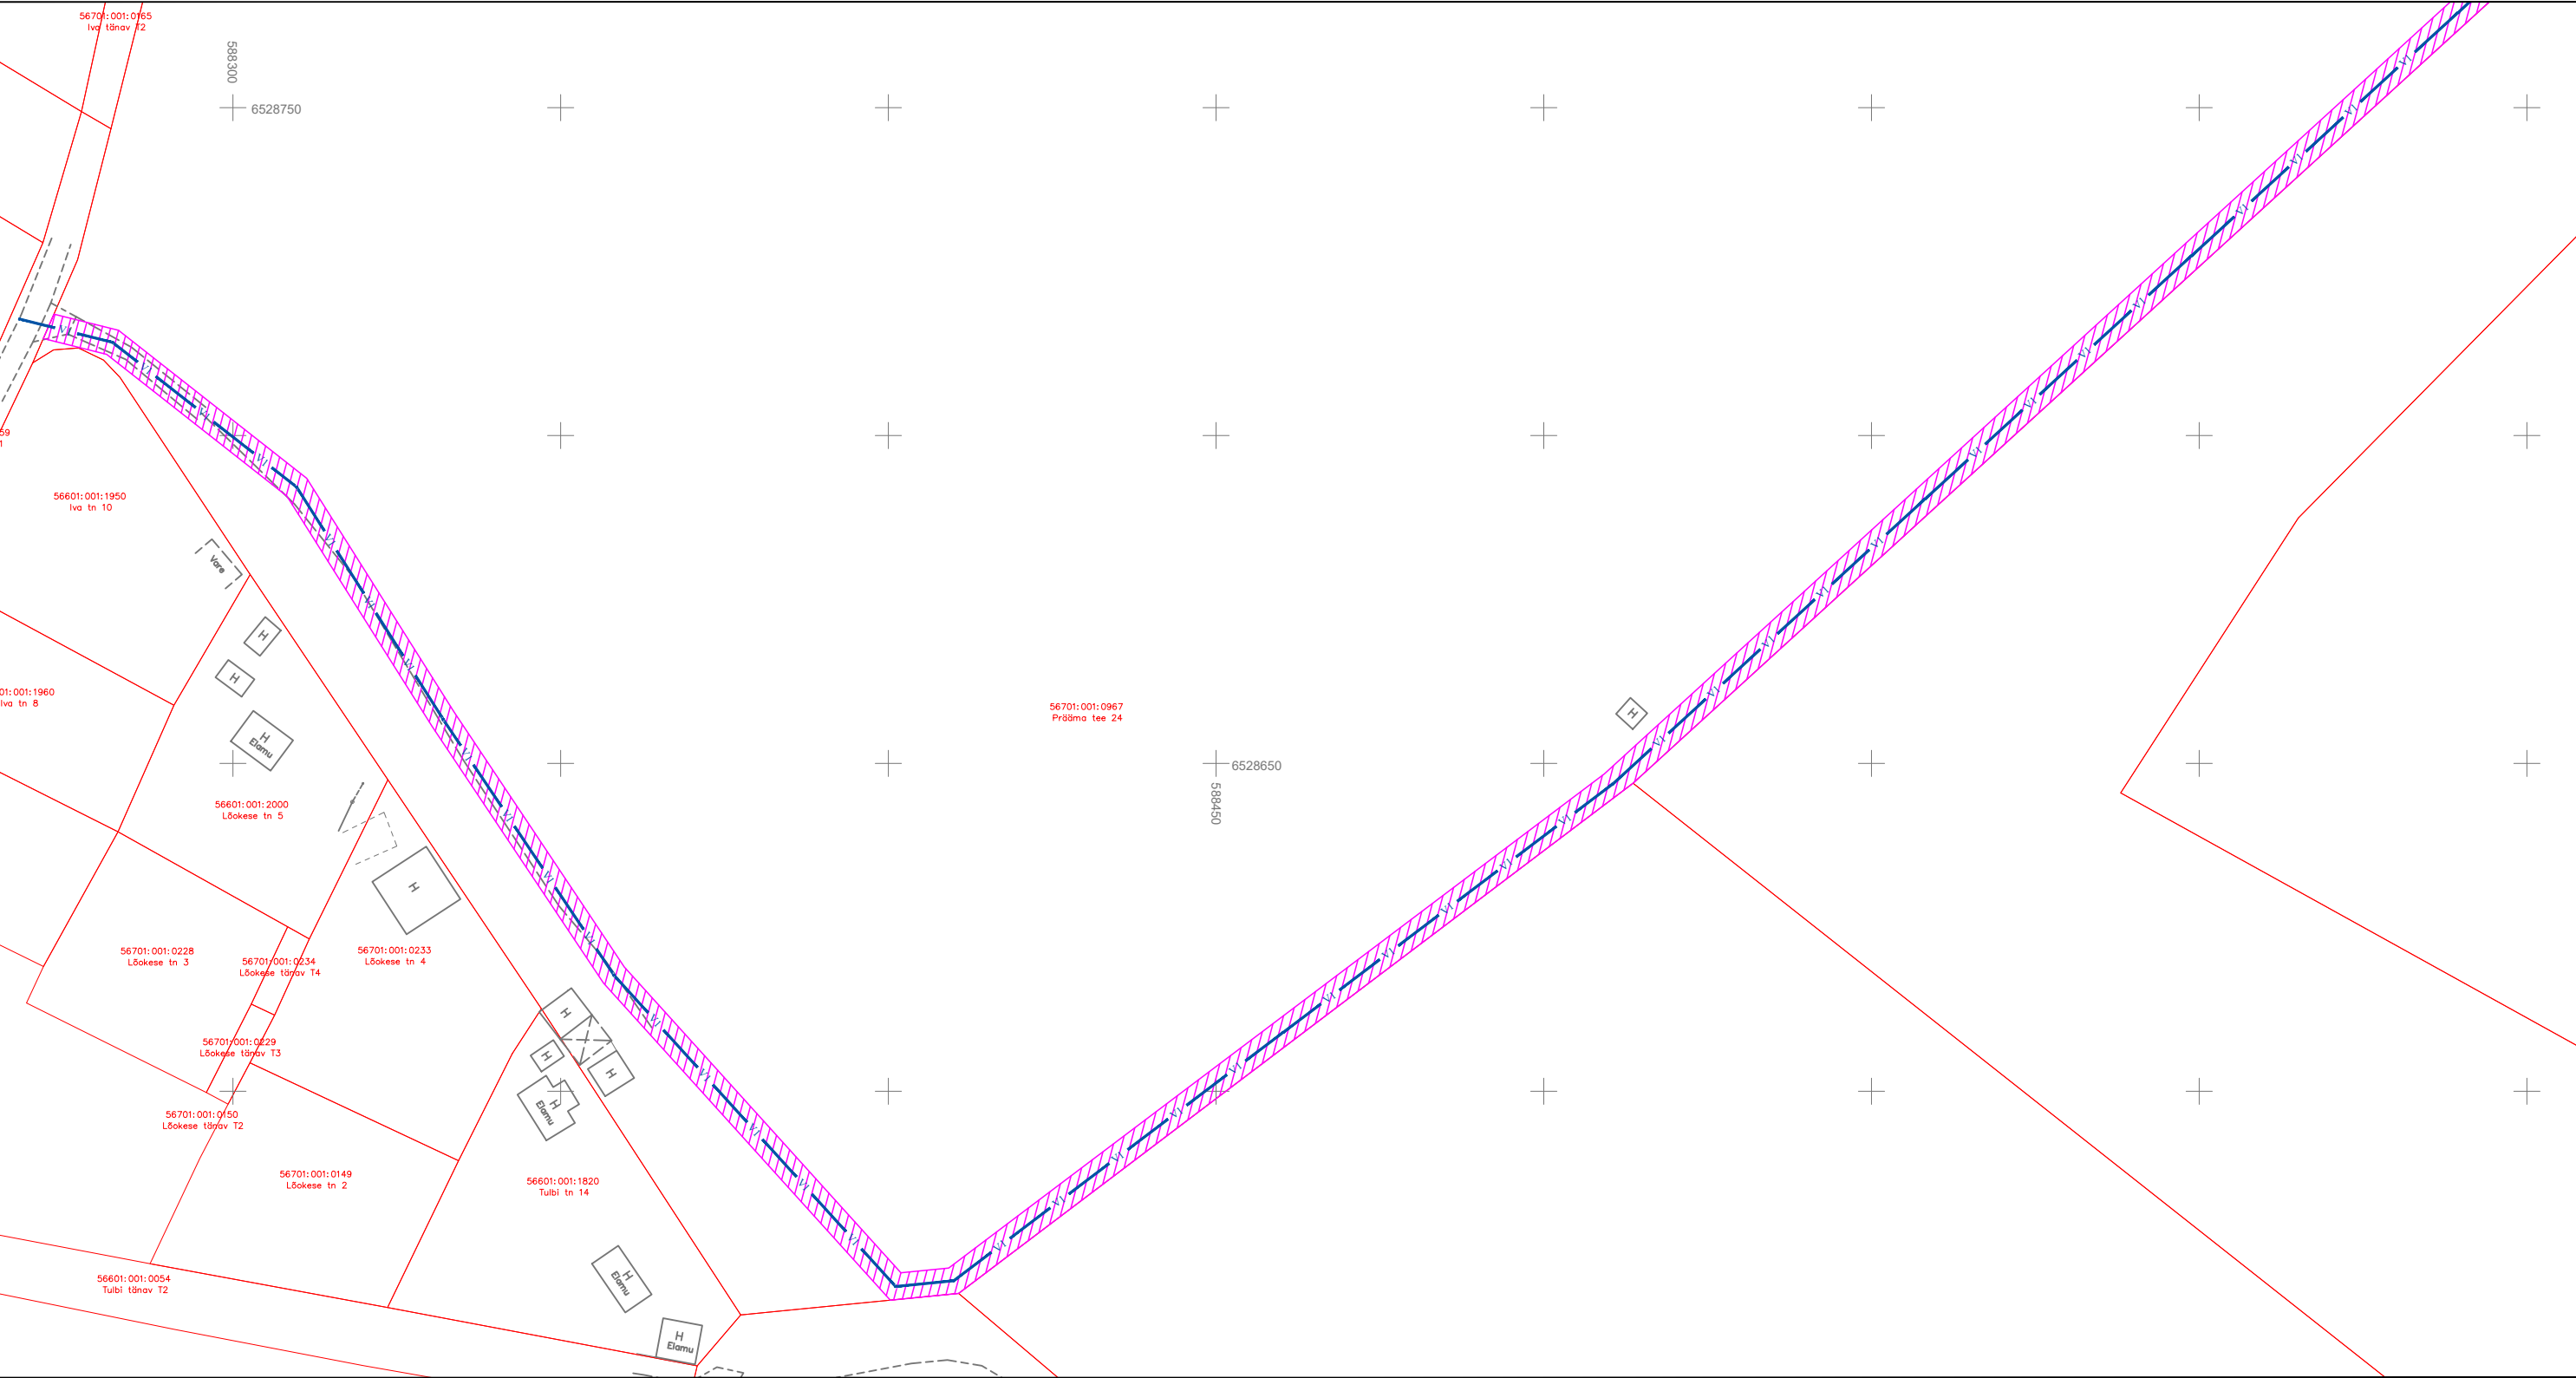 56701:001:0165
Iva tänav T2
588300
6528750
59
1
56601:001:1950
Iva tn 10
Vare
H
H
01:001:1960
Iva tn 8
H
Elamu
56701:001:0967
Prääma tee 24
H
6528650
588450
56601:001:2000
Lõokese tn 5
H
56701:001:0228
Lõokese tn 3
56701:001:0234
Lõokese tänav T4
56701:001:0233
Lõokese tn 4
H
H
H
56701:001:0229
Lõokese tänav T3
H
Elamu
56701:001:0150
Lõokese tänav T2
56701:001:0149
Lõokese tn 2
56601:001:1820
Tulbi tn 14
56601:001:0054
Tulbi tänav T2
H
Elamu
H
Elamu